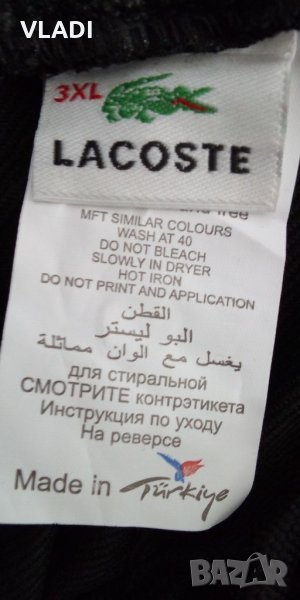 VLADI
3XL
LACOSTE
free
MFT SIMILAR COLOURS
WASH AT 40
DO NOT BLEACH
SLOWLY IN DRYER
HOT IRON
DO NOT PRINT AND APPLICATION
القطن
البو ليستر
يغسل مع الوان مماثلة
для стиральной
СМОТРИТЕ контрэтикета
Инструкция по уходу
На реверсе
Made in Türkiye
BAZAR